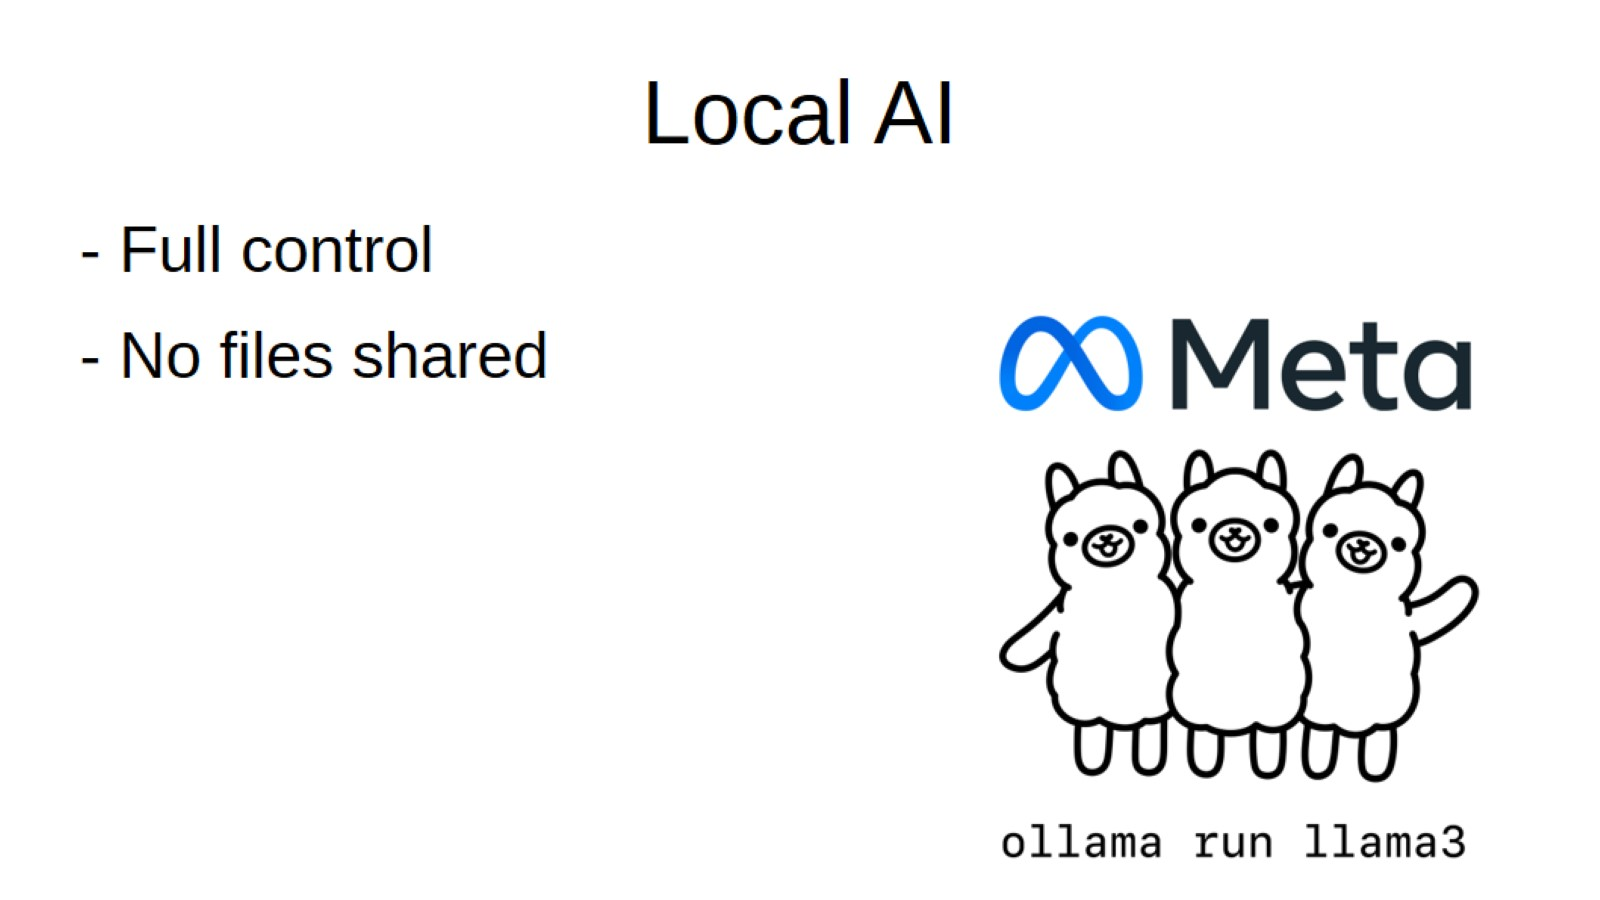 Local AI
- Full control
- No files shared
Meta
ollama run llama3